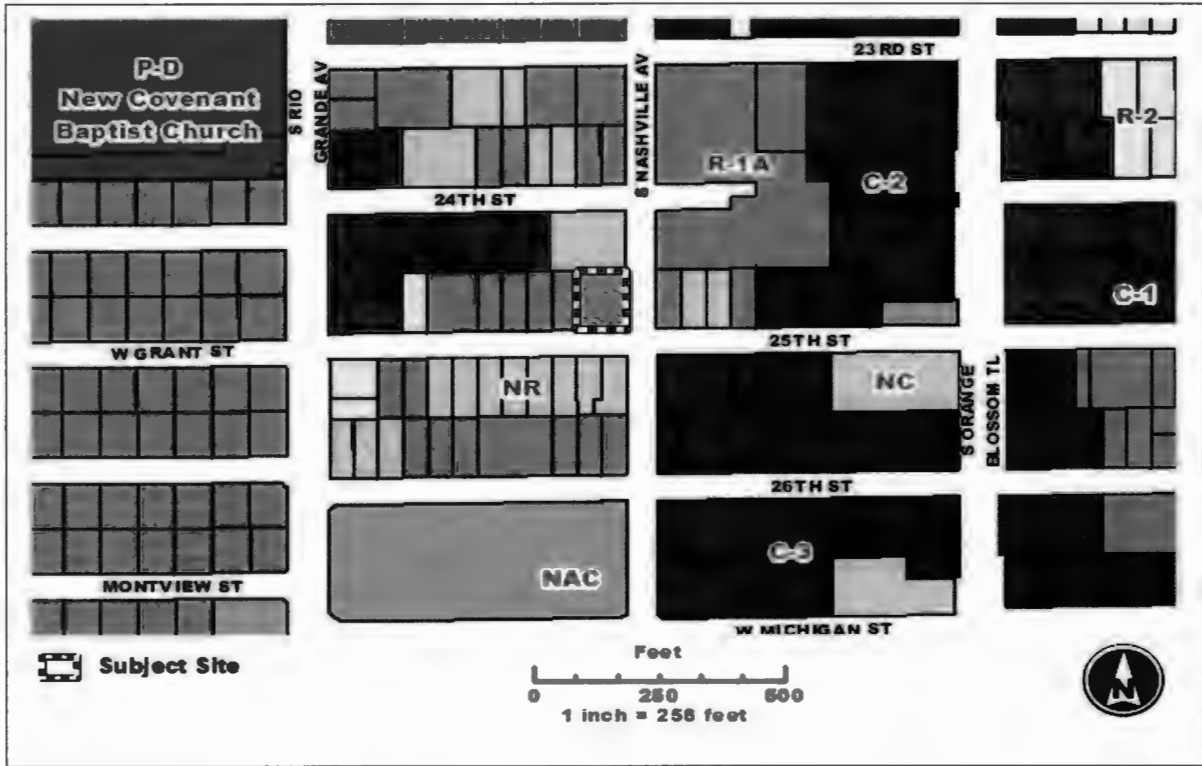 23RD ST
P-D
New Covenant
Baptist Church
S RIO
GRANDE AV
S NASHVILLE AV
R-2
R-1A
C-2
24TH ST
C-1
W GRANT ST
25TH ST
NR
NC
S ORANGE
BLOSSOM TL
26TH ST
C-3
MONTVIEW ST
NAC
W MICHIGAN ST
Subject Site
Feet
0 250 500
1 inch = 258 feet
N